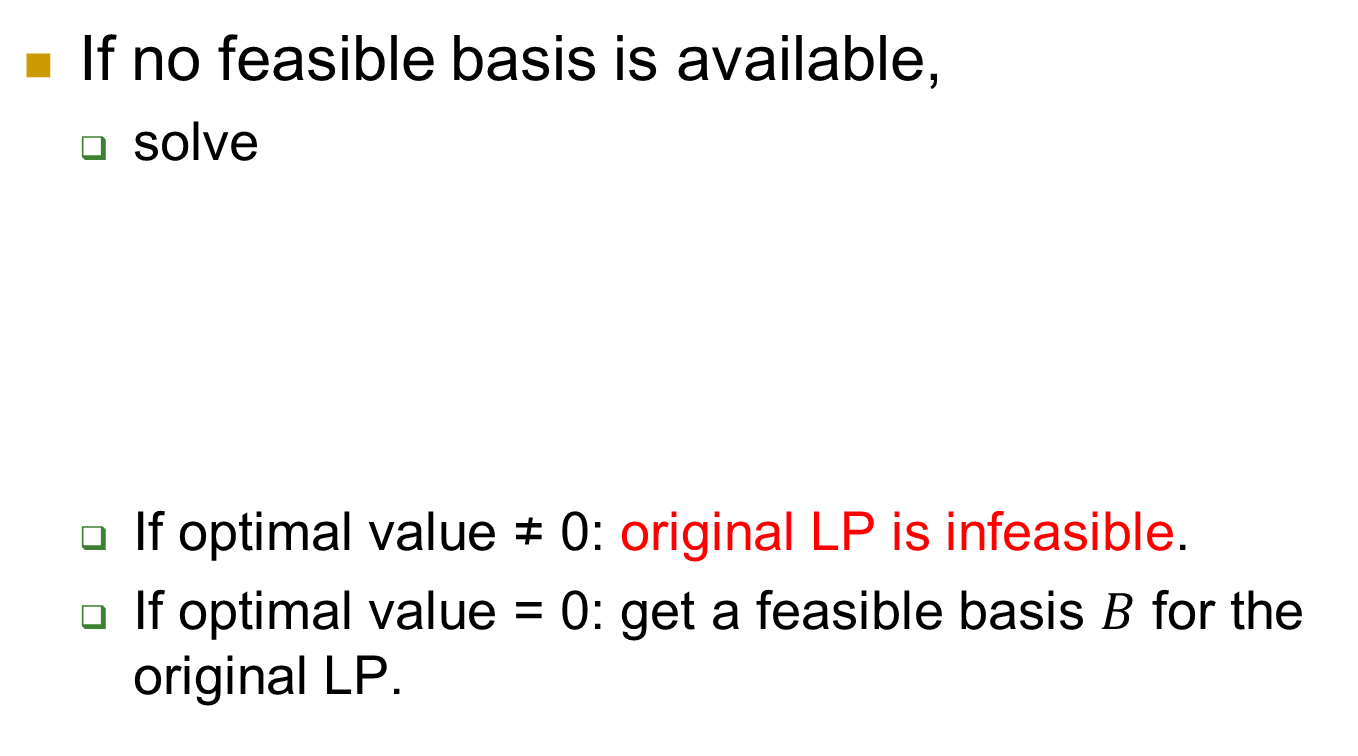 If no feasible basis is available,
solve
If optimal value ≠ 0: original LP is infeasible.
If optimal value = 0: get a feasible basis B for the
original LP.